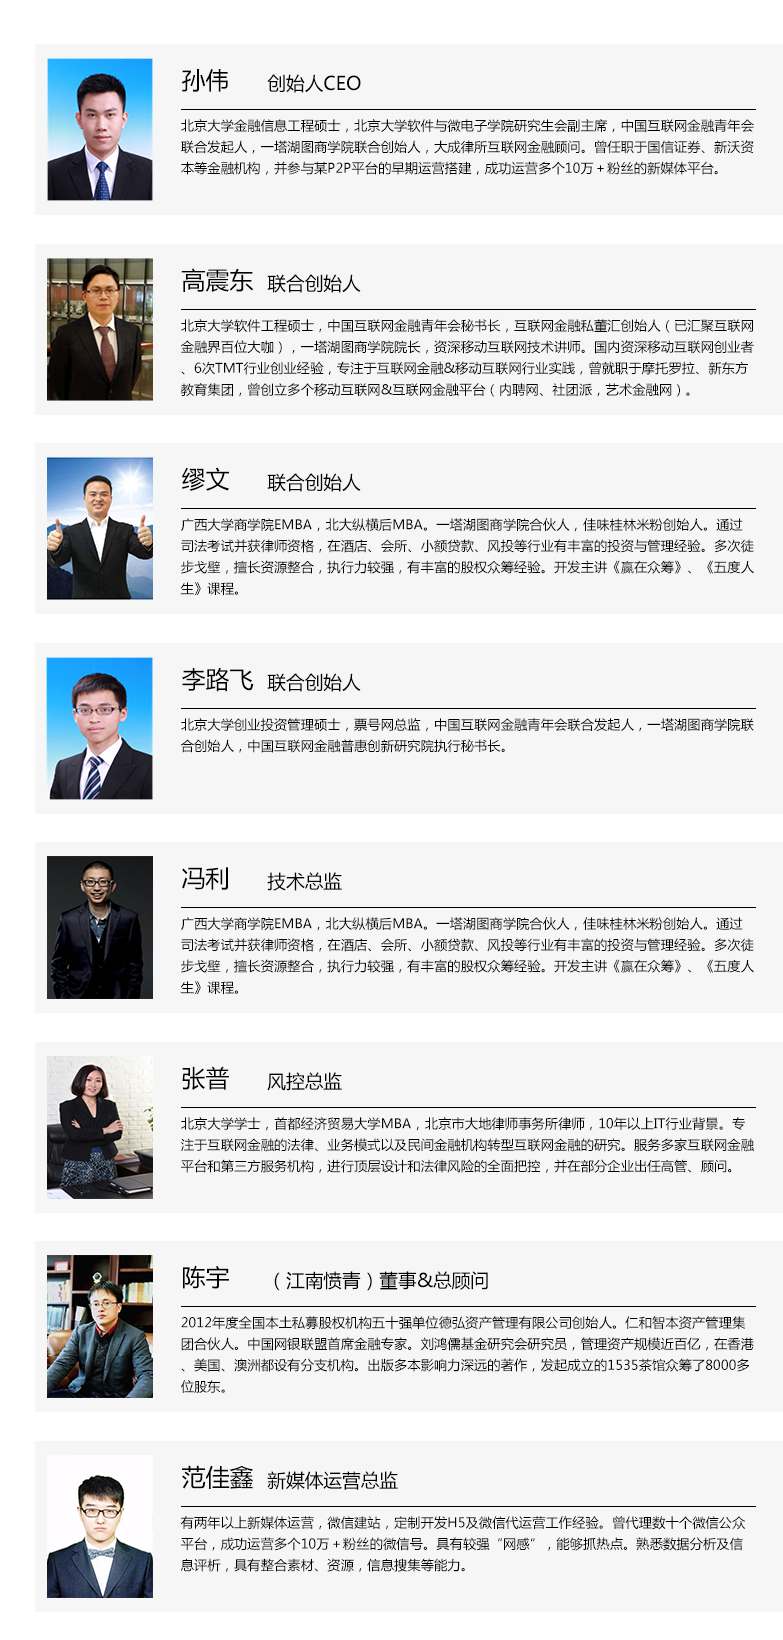 孙伟 创始人CEO
北京大学金融信息工程硕士，北京大学软件与微电子学院研究生会副主席，中国互联网金融青年会
联合发起人，一塔湖图商学院联合创始人，大成律所互联网金融顾问。曾任职于国信证券、新沃资
本等金融机构，并参与某P2P平台的早期运营搭建，成功运营多个10万＋粉丝的新媒体平台。
高震东 联合创始人
北京大学软件工程硕士，中国互联网金融青年会秘书长，互联网金融私董汇创始人（已汇聚互联网
金融界百位大咖），一塔湖图商学院院长，资深移动互联网技术讲师。国内资深移动互联网创业者
、6次TMT行业创业经验，专注于互联网金融&移动互联网行业实践，曾就职于摩托罗拉、新东方
教育集团，曾创立多个移动互联网&互联网金融平台（内聘网、社团派，艺术金融网）。
缪文 联合创始人
广西大学商学院EMBA，北大纵横后MBA。一塔湖图商学院合伙人，佳味桂林米粉创始人。通过
司法考试并获律师资格，在酒店、会所、小额贷款、风投等行业有丰富的投资与管理经验。多次徒
步戈壁，擅长资源整合，执行力较强，有丰富的股权众筹经验。开发主讲《赢在众筹》、《五度人
生》课程。
李路飞 联合创始人
北京大学创业投资管理硕士，票号网总监，中国互联网金融青年会联合发起人，一塔湖图商学院联
合创始人，中国互联网金融普惠创新研究院执行秘书长。
冯利 技术总监
广西大学商学院EMBA，北大纵横后MBA。一塔湖图商学院合伙人，佳味桂林米粉创始人。通过
司法考试并获律师资格，在酒店、会所、小额贷款、风投等行业有丰富的投资与管理经验。多次徒
步戈壁，擅长资源整合，执行力较强，有丰富的股权众筹经验。开发主讲《赢在众筹》、《五度人
生》课程。
张普 风控总监
北京大学学士，首都经济贸易大学MBA，北京市大地律师事务所律师，10年以上IT行业背景。专
注于互联网金融的法律、业务模式以及民间金融机构转型互联网金融的研究。服务多家互联网金融
平台和第三方服务机构，进行顶层设计和法律风险的全面把控，并在部分企业出任高管、顾问。
陈宇 （江南愤青）董事&总顾问
2012年度全国本土私募股权机构五十强单位德弘资产管理有限公司创始人。仁和智本资产管理集
团合伙人。中国网银联盟首席金融专家。刘鸿儒基金研究会研究员，管理资产规模近百亿，在香港
、美国、澳洲都设有分支机构。出版多本影响力深远的著作，发起成立的1535茶馆众筹了8000多
位股东。
范佳鑫 新媒体运营总监
有两年以上新媒体运营，微信建站，定制开发H5及微信代运营工作经验。曾代理数十个微信公众
平台，成功运营多个10万＋粉丝的微信号。具有较强“网感”，能够抓热点。熟悉数据分析及信
息评析，具有整合素材、资源，信息搜集等能力。